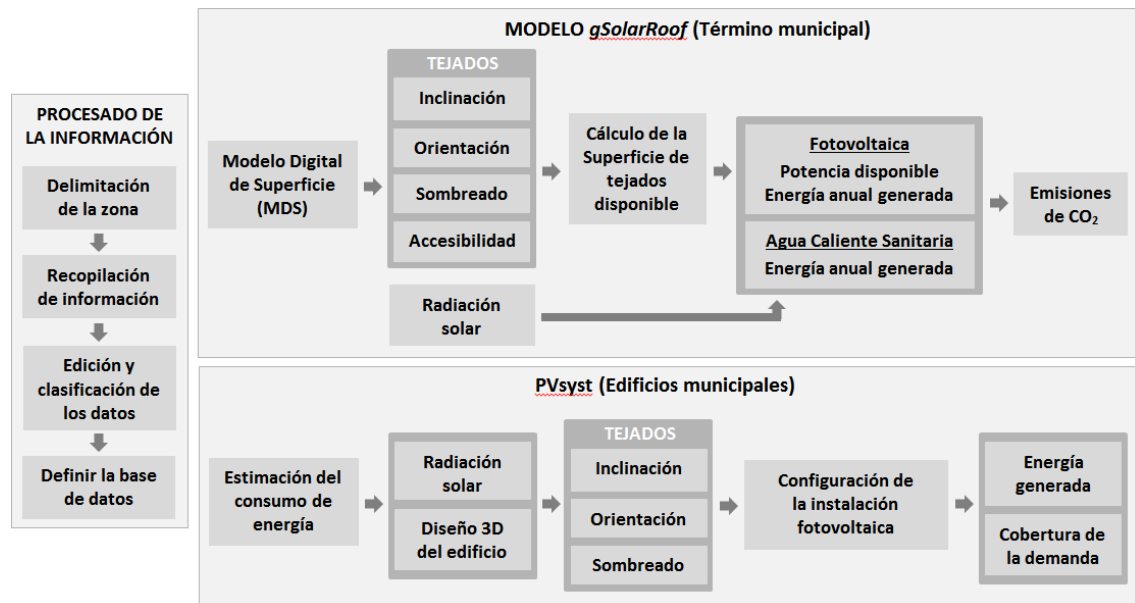 PROCESADO DE
LA INFORMACIÓN
Delimitación
de la zona
Recopilación
de información
Edición y
clasificación de
los datos
Definir la base
de datos
MODELO gSolarRoof (Término municipal)
Modelo Digital
de Superficie
(MDS)
TEJADOS
Inclinación
Orientación
Sombreado
Accesibilidad
Radiación
solar
Cálculo de la
Superficie de
tejados
disponible
Fotovoltaica
Potencia disponible
Energía anual generada
Agua Caliente Sanitaria
Energía anual generada
Emisiones
de CO₂
PVsyst (Edificios municipales)
Estimación del
consumo de
energía
Radiación
solar
Diseño 3D
del edificio
TEJADOS
Inclinación
Orientación
Sombreado
Configuración de
la instalación
fotovoltaica
Energía
generada
Cobertura de
la demanda